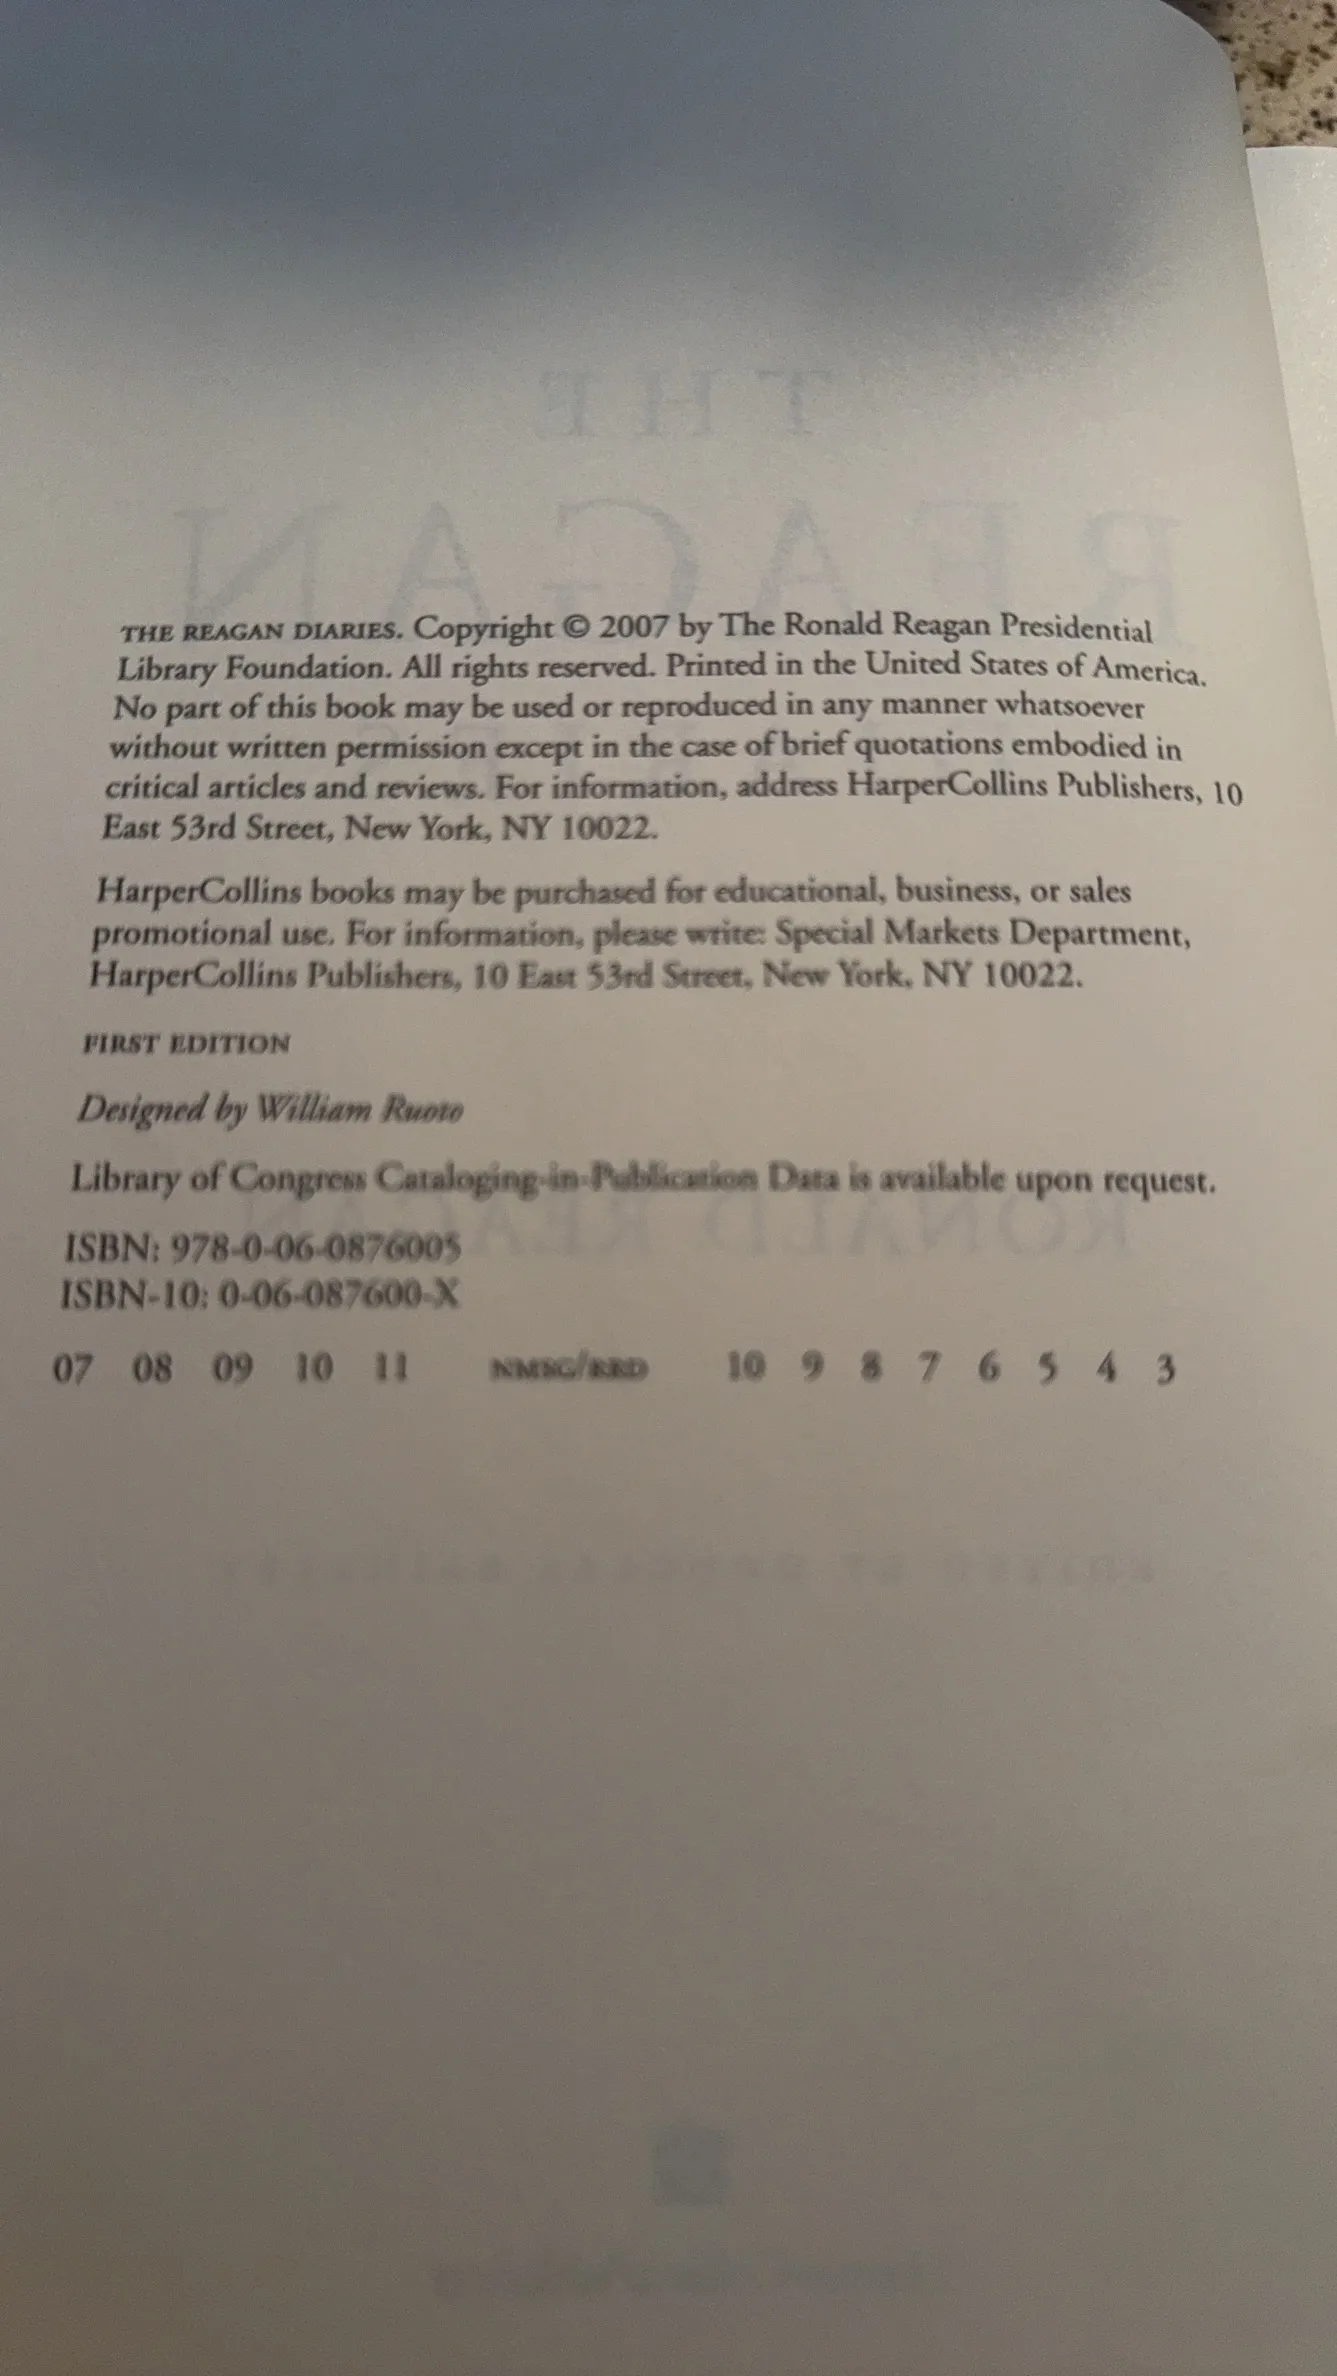 THE REAGAN DIARIES. Copyright © 2007 by The Ronald Reagan Presidential
Library Foundation. All rights reserved. Printed in the United States of America.
No part of this book may be used or reproduced in any manner whatsoever
without written permission except in the case of brief quotations embodied in
critical articles and reviews. For information, address HarperCollins Publishers, 10
East 53rd Street, New York, NY 10022.
HarperCollins books may be purchased for educational, business, or sales
promotional use. For information, please write: Special Markets Department,
HarperCollins Publishers, 10 East 53rd Street, New York, NY 10022.
FIRST EDITION
Designed by William Ruoto
Library of Congress Cataloging-in-Publication Data is available upon request.
ISBN: 978-0-06-0876005
ISBN-10: 0-06-087600-X
07 08 09 10 11 NMSG/RRD 10 9 8 7 6 5 4 3